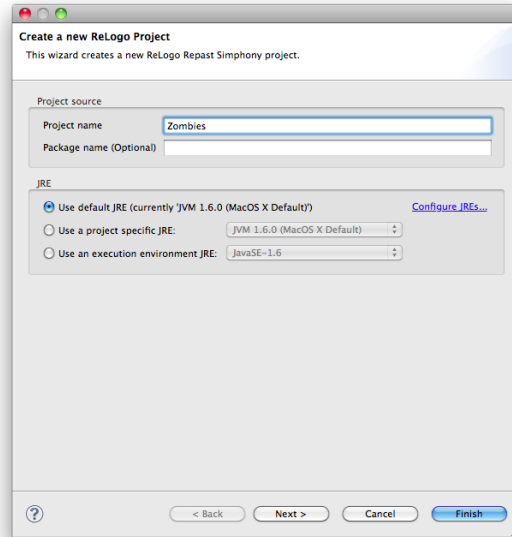 Create a new ReLogo Project
This wizard creates a new ReLogo Repast Simphony project.
Project source
Project name Zombies
Package name (Optional)
JRE
Use default JRE (currently 'JVM 1.6.0 (MacOS X Default)') Configure JREs...
Use a project specific JRE: JVM 1.6.0 (MacOS X Default)
Use an execution environment JRE: JavaSE-1.6
? < Back Next > Cancel Finish